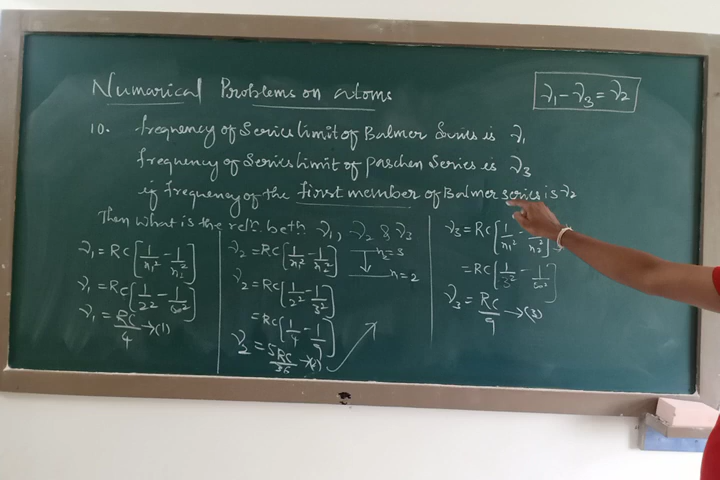 Numarical Problems on atoms
ν₁ - ν₃ = ν₂
10. frequency of Series limit of Balmer Series is ν₁
frequency of Series limit of paschen Series is ν₃
if frequency of the first member of Balmer series is ν₂
Then what is the reln. betn. ν₁, ν₂ & ν₃
ν₁ = RC [1/n₁² - 1/n₂²]
ν₁ = RC [1/2² - 1/∞²]
ν₁ = RC/4 → (1)
ν₂ = RC [1/n₁² - 1/n₂²]
n₂ = 3
n = 2
ν₂ = RC [1/2² - 1/3²]
= RC [1/4 - 1/9]
ν₂ = 5RC/36 → (2)
ν₃ = RC [1/n₁² - 1/n₂²]
= RC [1/3² - 1/∞²]
ν₃ = RC/9 → (3)